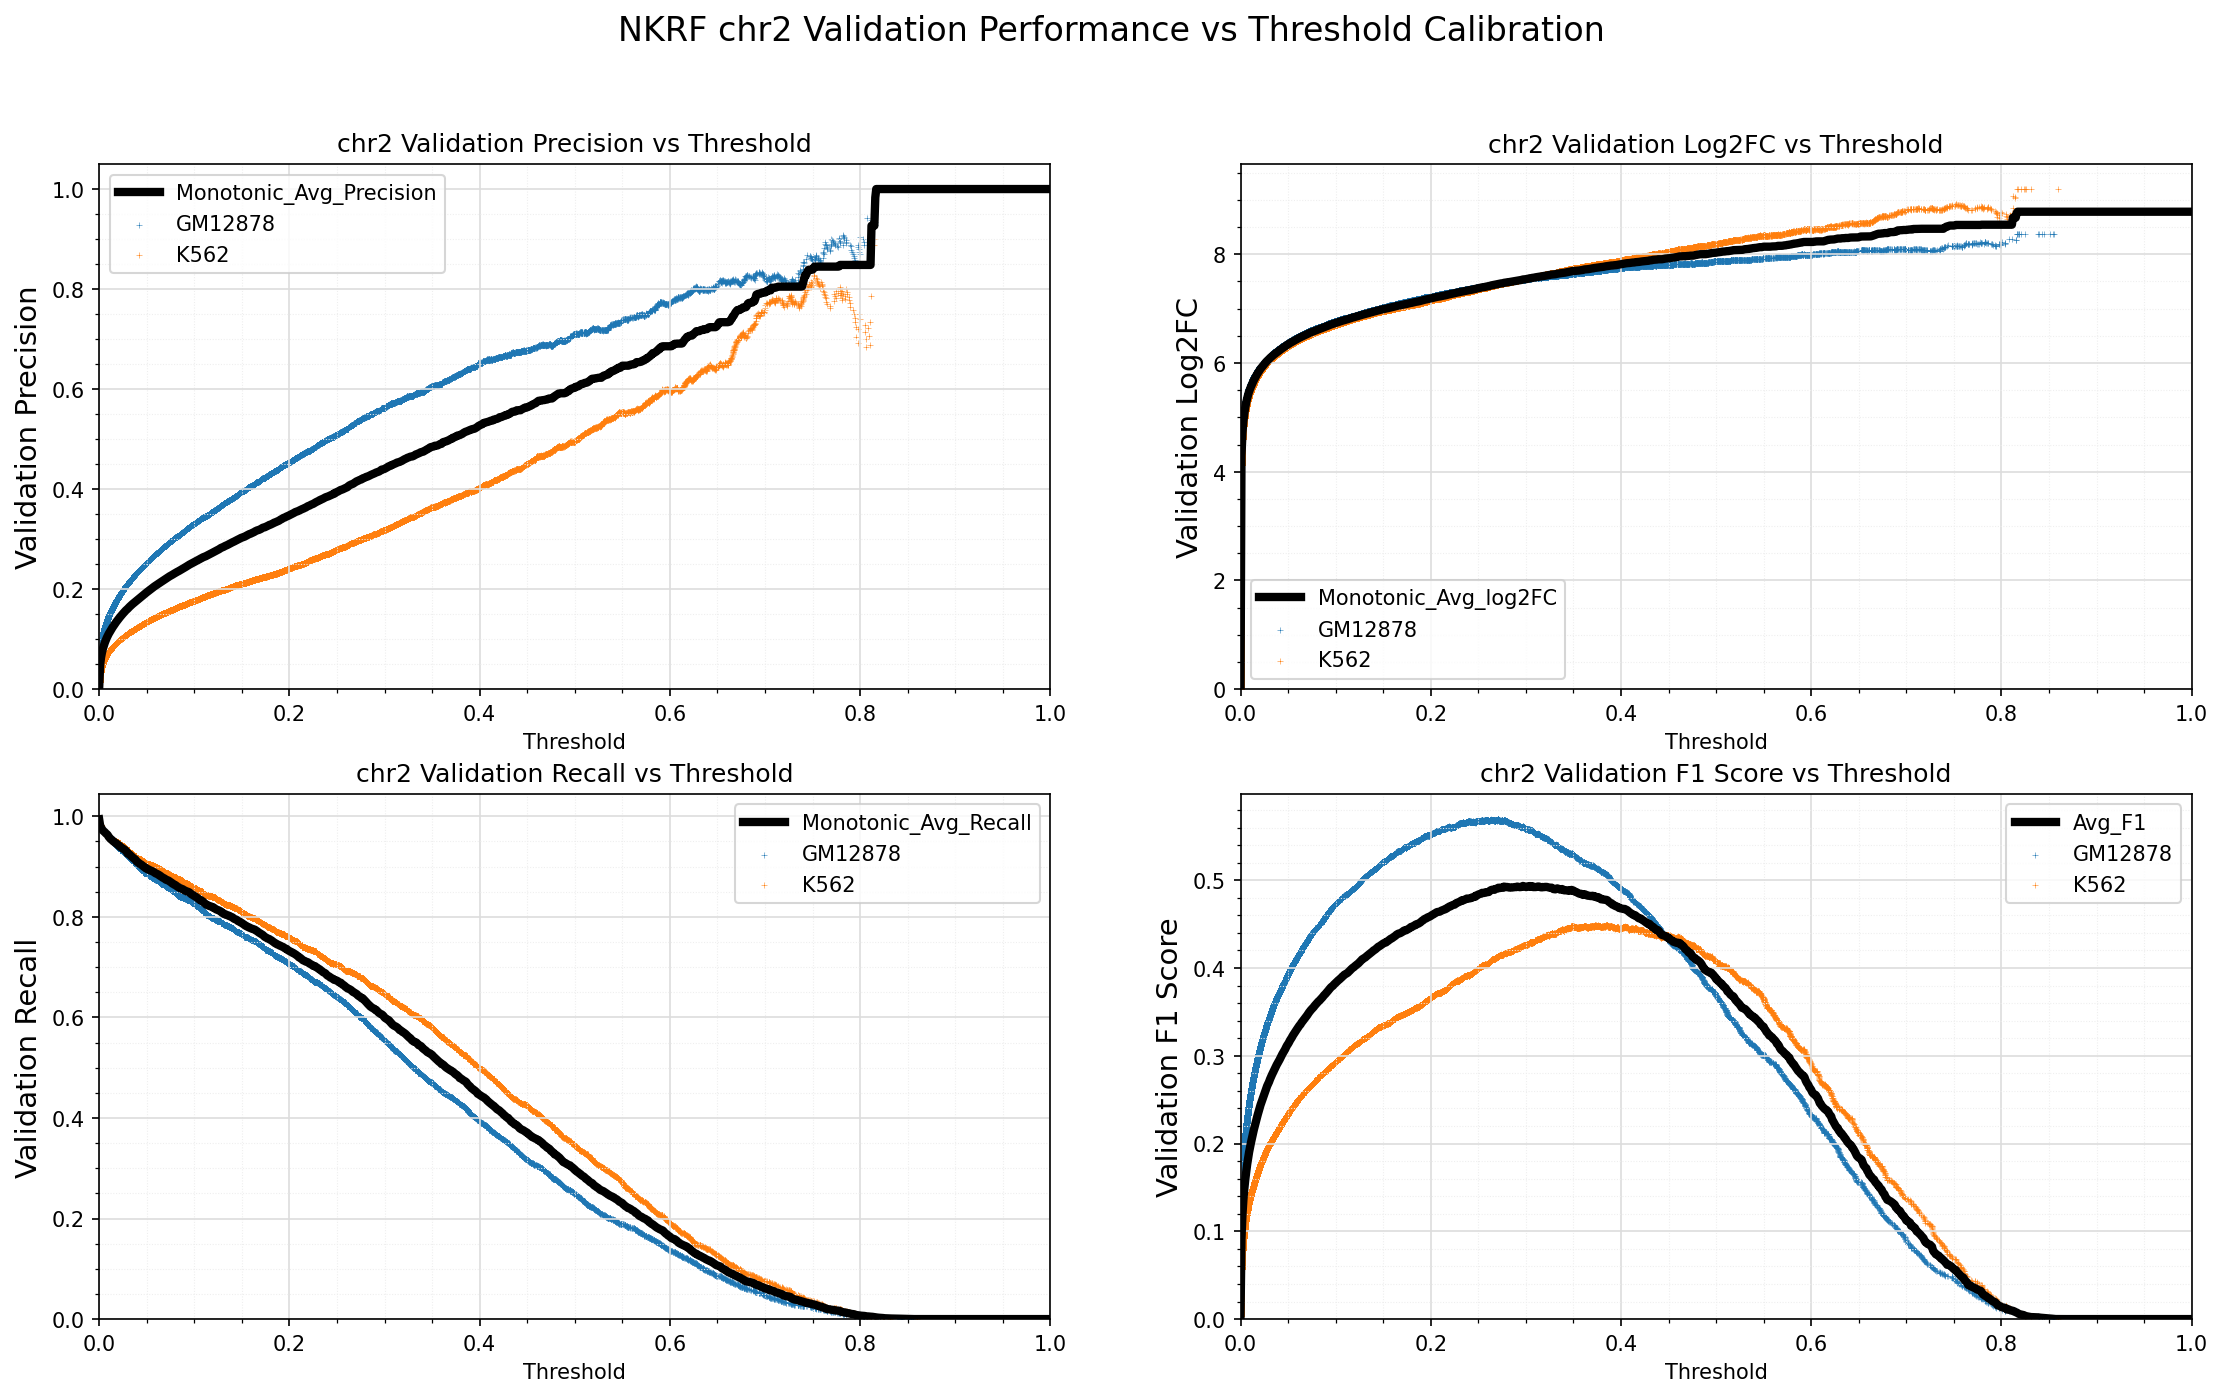 NKRF chr2 Validation Performance vs Threshold Calibration
chr2 Validation Precision vs Threshold
Validation Precision
1.0
0.8
0.6
0.4
0.2
0.0
Monotonic_Avg_Precision
GM12878
K562
0.0 0.2 0.4 0.6 0.8 1.0
Threshold
chr2 Validation Log2FC vs Threshold
Validation Log2FC
8
6
4
2
0
Monotonic_Avg_log2FC
GM12878
K562
0.0 0.2 0.4 0.6 0.8 1.0
Threshold
chr2 Validation Recall vs Threshold
Validation Recall
1.0
0.8
0.6
0.4
0.2
0.0
Monotonic_Avg_Recall
GM12878
K562
0.0 0.2 0.4 0.6 0.8 1.0
Threshold
chr2 Validation F1 Score vs Threshold
Validation F1 Score
0.5
0.4
0.3
0.2
0.1
0.0
Avg_F1
GM12878
K562
0.0 0.2 0.4 0.6 0.8 1.0
Threshold